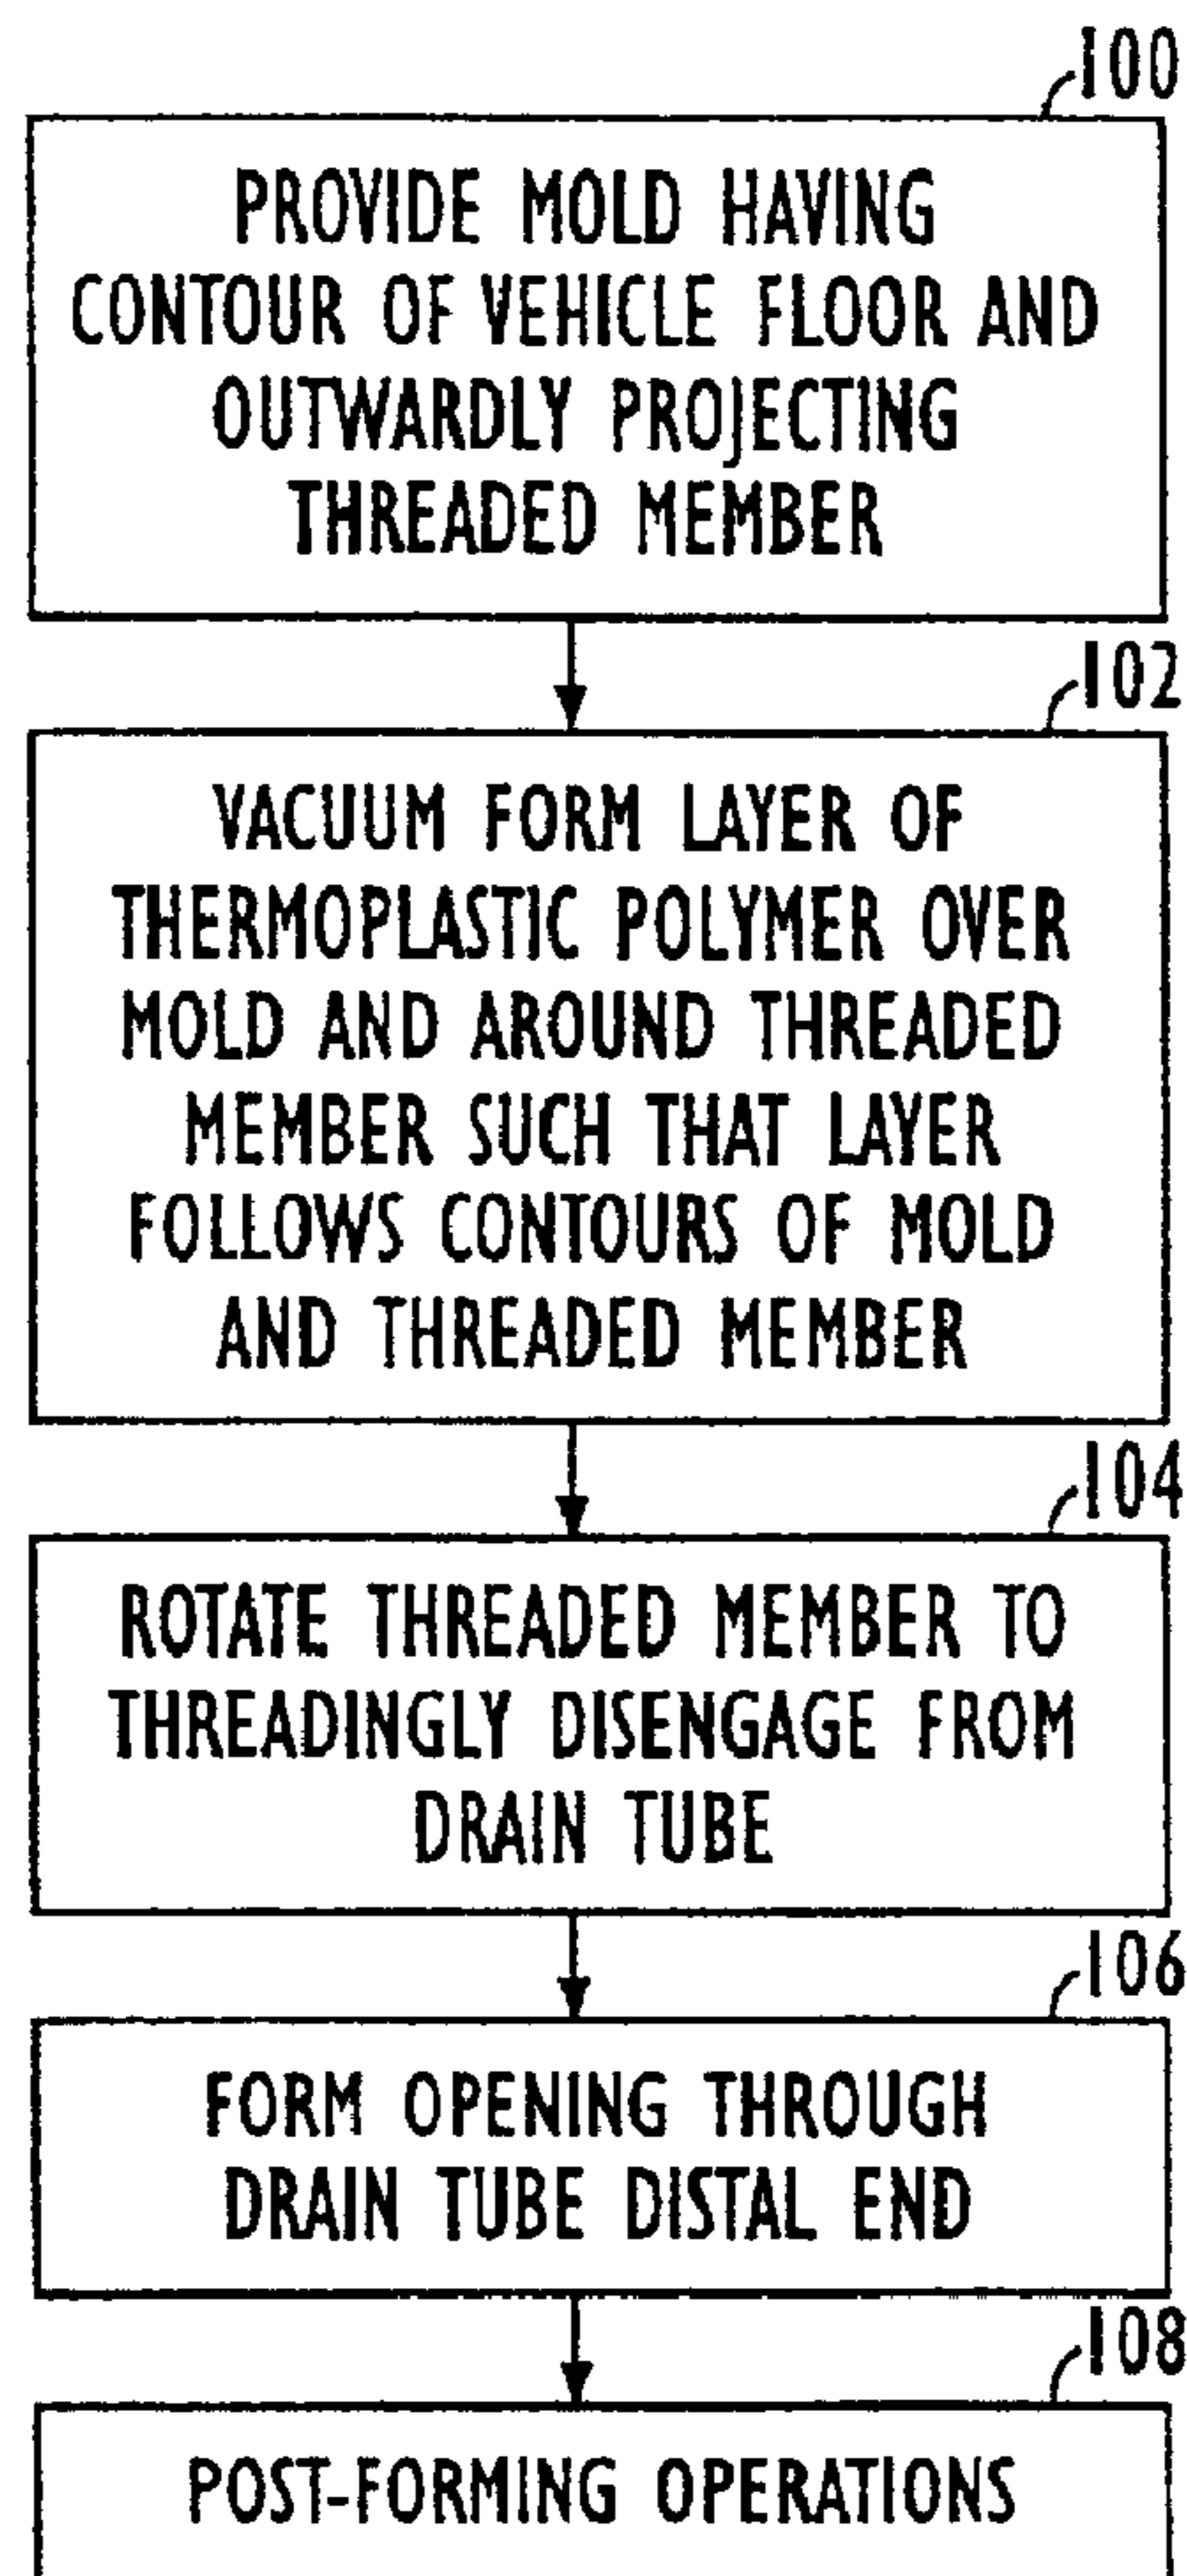 100
PROVIDE MOLD HAVING
CONTOUR OF VEHICLE FLOOR AND
OUTWARDLY PROJECTING
THREADED MEMBER
102
VACUUM FORM LAYER OF
THERMOPLASTIC POLYMER OVER
MOLD AND AROUND THREADED
MEMBER SUCH THAT LAYER
FOLLOWS CONTOURS OF MOLD
AND THREADED MEMBER
104
ROTATE THREADED MEMBER TO
THREADINGLY DISENGAGE FROM
DRAIN TUBE
106
FORM OPENING THROUGH
DRAIN TUBE DISTAL END
108
POST-FORMING OPERATIONS